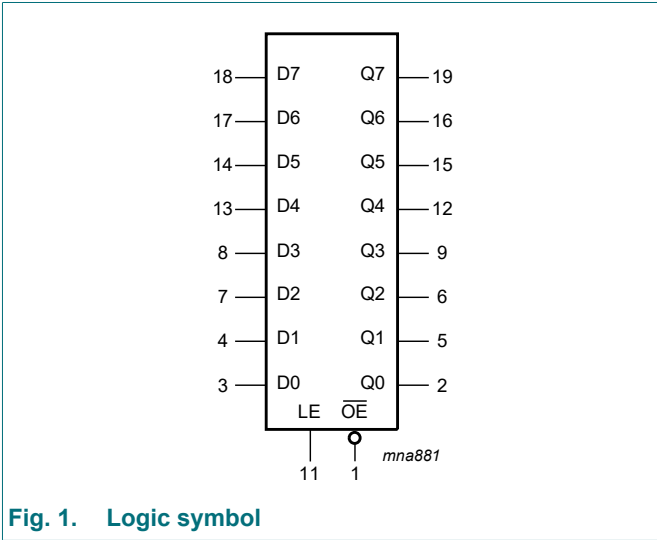 18 D7 Q7 19
17 D6 Q6 16
14 D5 Q5 15
13 D4 Q4 12
8 D3 Q3 9
7 D2 Q2 6
4 D1 Q1 5
3 D0 Q0 2
LE O̅E̅
11 1 mna881
Fig. 1. Logic symbol